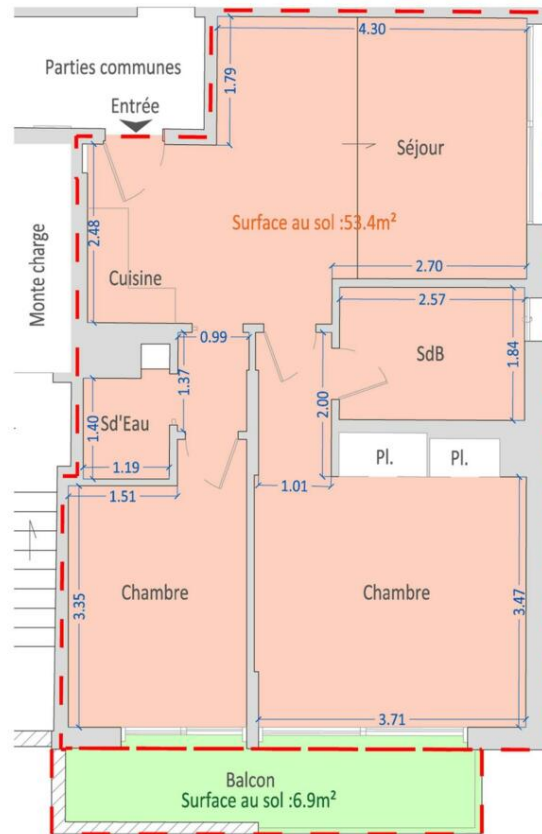 4.30
Parties communes
1.79
Entrée
Séjour
Surface au sol :53.4m²
2.48
Monte charge
Cuisine
2.70
2.57
0.99
1.37
SdB
1.84
2.00
1.40
Sd'Eau
Pl.
Pl.
1.19
1.51
1.01
3.35
Chambre
Chambre
3.47
3.71
Balcon
Surface au sol :6.9m²